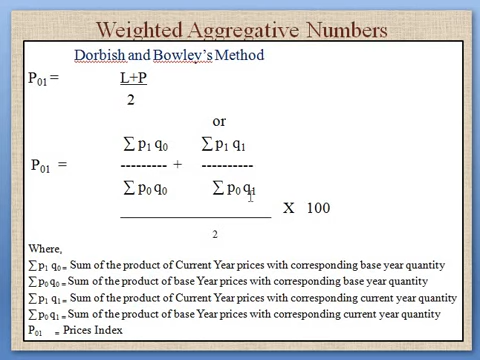 Weighted Aggregative Numbers
Dorbish and Bowley's Method
P₀₁ = L+P
2
or
∑ p₁ q₀ ∑ p₁ q₁
--------- + ----------
P₀₁ =
∑ p₀ q₀ ∑ p₀ q₁
X 100
2
Where,
∑ p₁ q₀ = Sum of the product of Current Year prices with corresponding base year quantity
∑ p₀ q₀ = Sum of the product of base Year prices with corresponding base year quantity
∑ p₁ q₁ = Sum of the product of Current Year prices with corresponding current year quantity
∑ p₀ q₁ = Sum of the product of base Year prices with corresponding current year quantity
P₀₁ = Prices Index